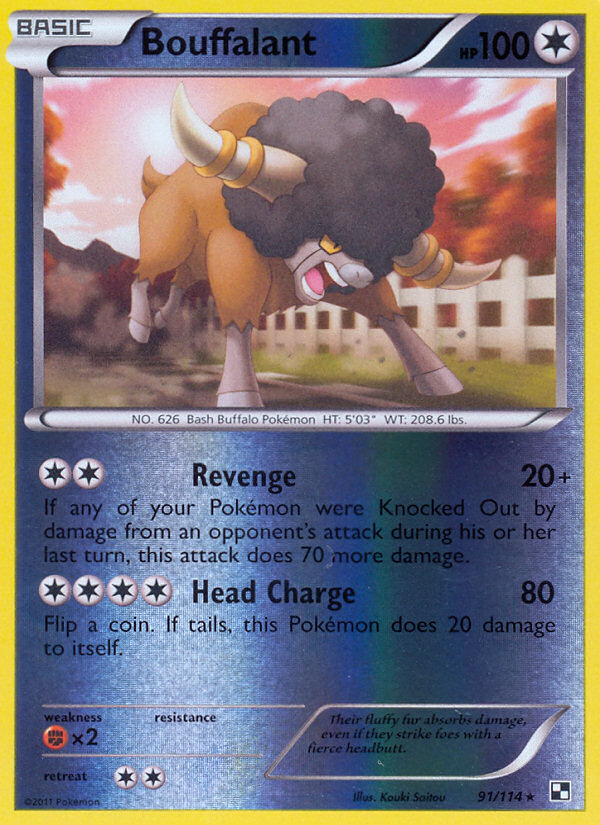 BASIC
Bouffalant
HP100
NO. 626 Bash Buffalo Pokémon HT: 5'03" WT: 208.6 lbs.
Revenge 20+
If any of your Pokémon were Knocked Out by
damage from an opponent's attack during his or her
last turn, this attack does 70 more damage.
Head Charge 80
Flip a coin. If tails, this Pokémon does 20 damage
to itself.
weakness resistance
×2
retreat
Their fluffy fur absorbs damage,
even if they strike foes with a
fierce headbutt.
©2011 Pokémon
Illus. Kouki Saitou 91/114★